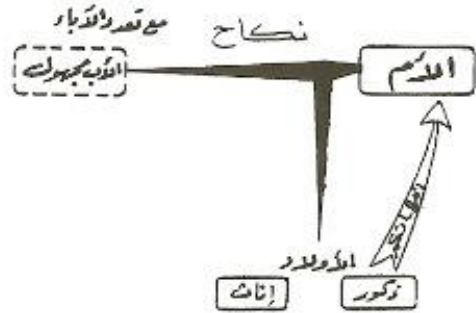 مع تعدد الآباء
نكاح
الأم
الأب مجهول
الأولاد
ذكور
إناث